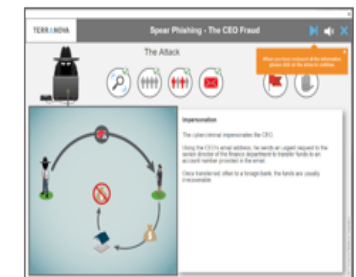 TERRANOVA
Spear Phishing - The CEO Fraud
The Attack
When you have reviewed all the information,
please click on the arrow to continue.
Impersonation
The cyber criminal impersonates the CEO.
Using the CEO's email address, he sends an urgent request to the
senior director of the finance department to transfer funds to an
account number provided in the email.
Once transferred, often to a foreign bank, the funds are usually
irrecoverable.